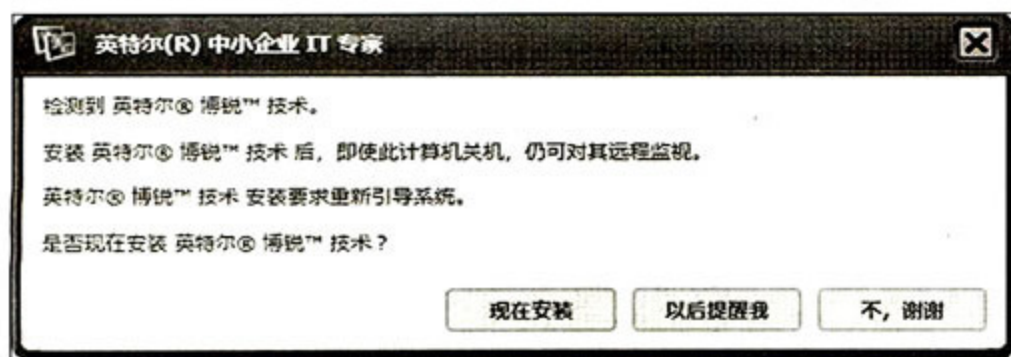 英特尔(R) 中小企业 IT 专家
检测到 英特尔® 博锐™ 技术。
安装 英特尔® 博锐™ 技术 后，即使此计算机关机，仍可对其远程监视。
英特尔® 博锐™ 技术 安装要求重新引导系统。
是否现在安装 英特尔® 博锐™ 技术？
现在安装 以后提醒我 不，谢谢